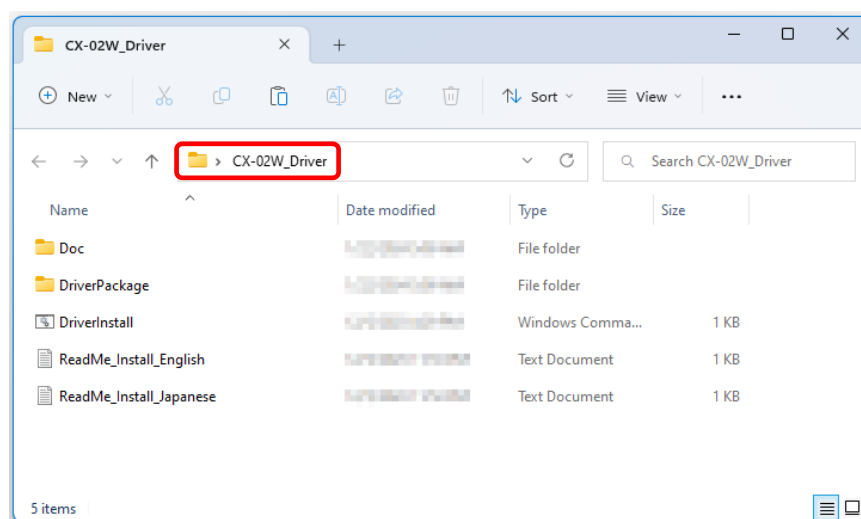 CX-02W_Driver
New
Sort
View
CX-02W_Driver
Search CX-02W_Driver
Name Date modified Type Size
Doc File folder
DriverPackage File folder
DriverInstall Windows Comma... 1 KB
ReadMe_Install_English Text Document 1 KB
ReadMe_Install_Japanese Text Document 1 KB
5 items